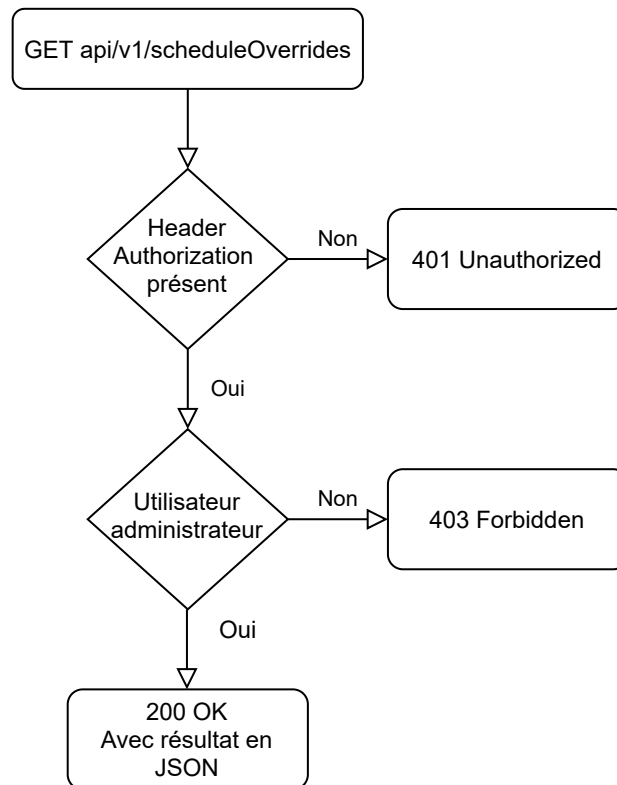 GET api/v1/scheduleOverrides
Header
Authorization
présent
Non
401 Unauthorized
Oui
Utilisateur
administrateur
Non
403 Forbidden
Oui
200 OK
Avec résultat en
JSON